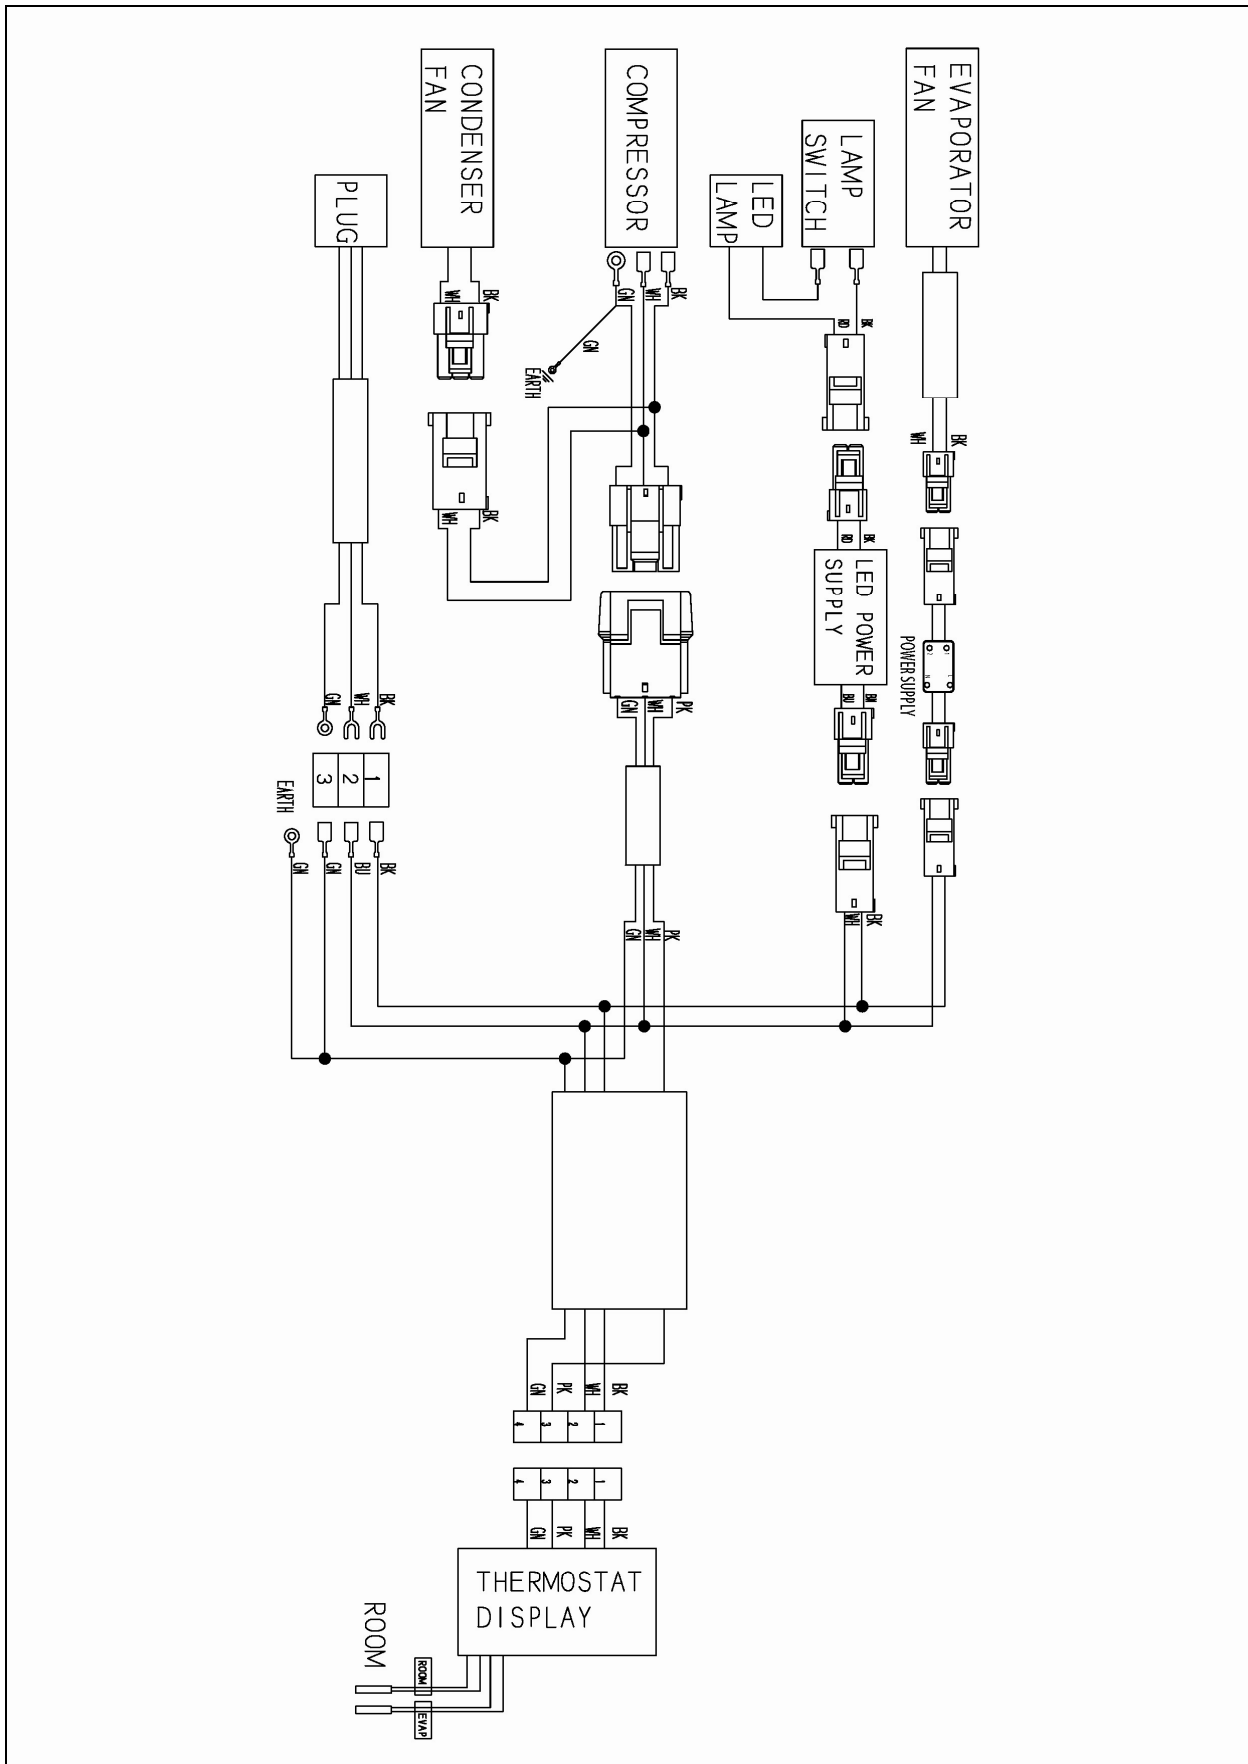 CONDENSER
FAN
COMPRESSOR
EVAPORATOR
FAN
LAMP
SWITCH
LED
LAMP
PLUG
WH
BK
GN
WH
BK
GN
EARTH
RD
BK
WH
BK
WH
BK
RD
BK
LED POWER
SUPPLY
POWER SUPPLY
2
1
N
L
BU
BN
GN
WH
BK
GN
WH
PK
3
2
1
EARTH
GN
GN
BU
BK
WH
BK
GN
WH
PK
GN
PK
WH
BK
4
3
2
1
4
3
2
1
GN
PK
WH
BK
THERMOSTAT
DISPLAY
ROOM
ROOM
EVAP